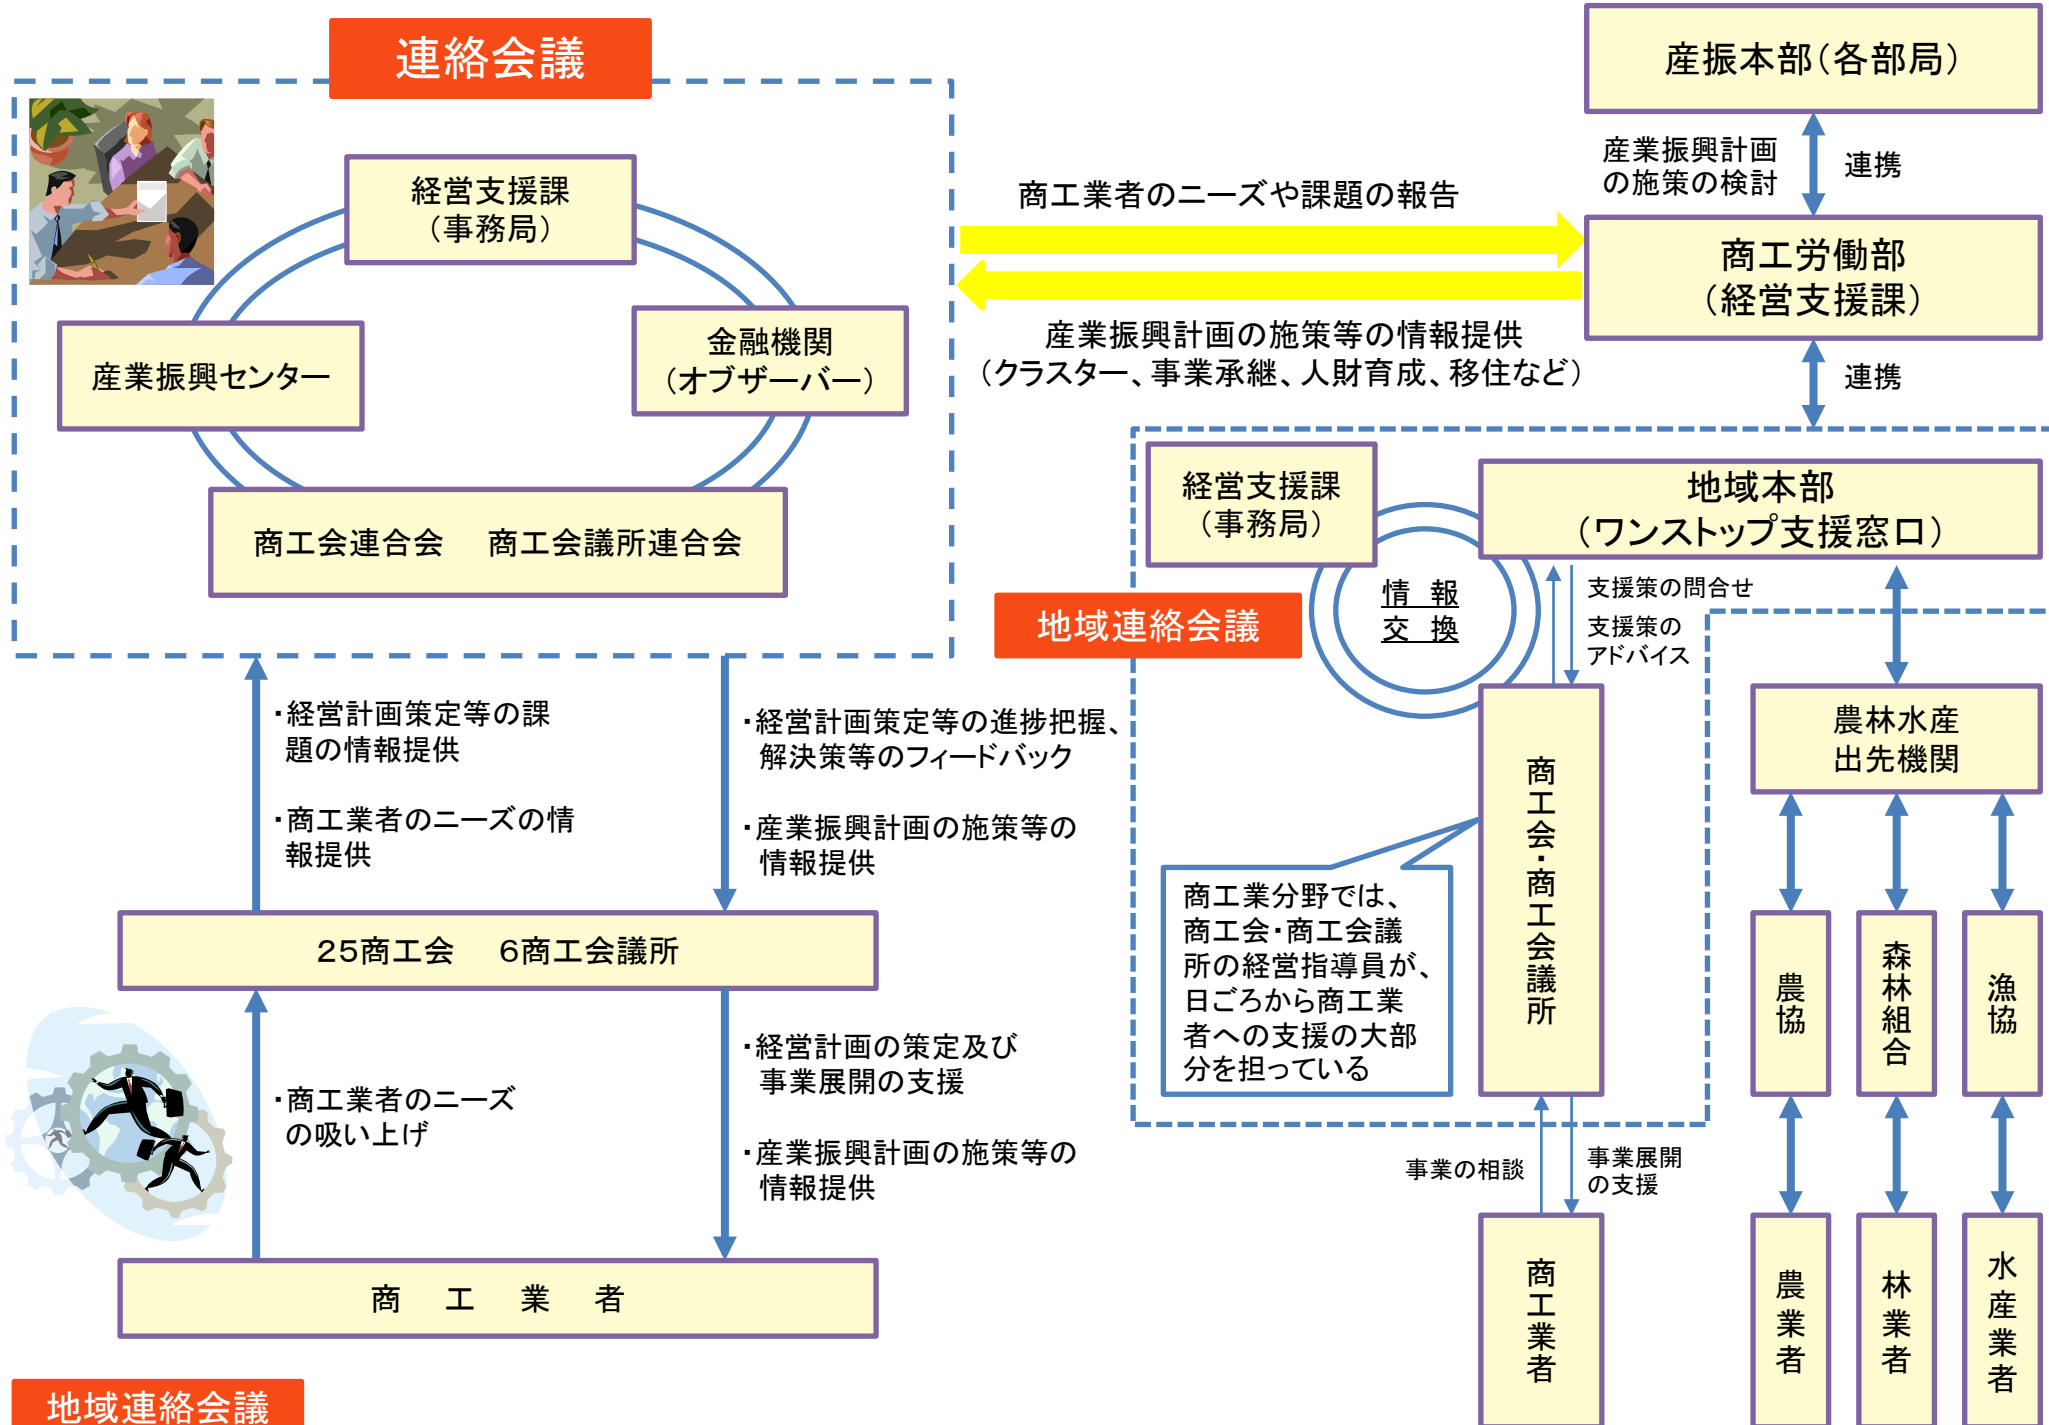 連絡会議
経営支援課
（事務局）
産業振興センター
金融機関
（オブザーバー）
商工会連合会　商工会議所連合会
商工業者のニーズや課題の報告
産業振興計画の施策等の情報提供
（クラスター、事業承継、人財育成、移住など）
産振本部（各部局）
産業振興計画
の施策の検討
連携
商工労働部
（経営支援課）
連携
・経営計画策定等の課
題の情報提供
・商工業者のニーズの情
報提供
・経営計画策定等の進捗把握、
解決策等のフィードバック
・産業振興計画の施策等の
情報提供
２５商工会　６商工会議所
・商工業者のニーズ
の吸い上げ
・経営計画の策定及び
事業展開の支援
・産業振興計画の施策等の
情報提供
商　工　業　者
地域連絡会議
地域連絡会議
経営支援課
（事務局）
地域本部
（ワンストップ支援窓口）
情　報
交　換
支援策の問合せ
支援策の
アドバイス
商工会・商工会議所
商工業分野では、
商工会・商工会議
所の経営指導員が、
日ごろから商工業
者への支援の大部
分を担っている
事業の相談
事業展開
の支援
商工業者
農林水産
出先機関
農協
森林組合
漁協
農業者
林業者
水産業者